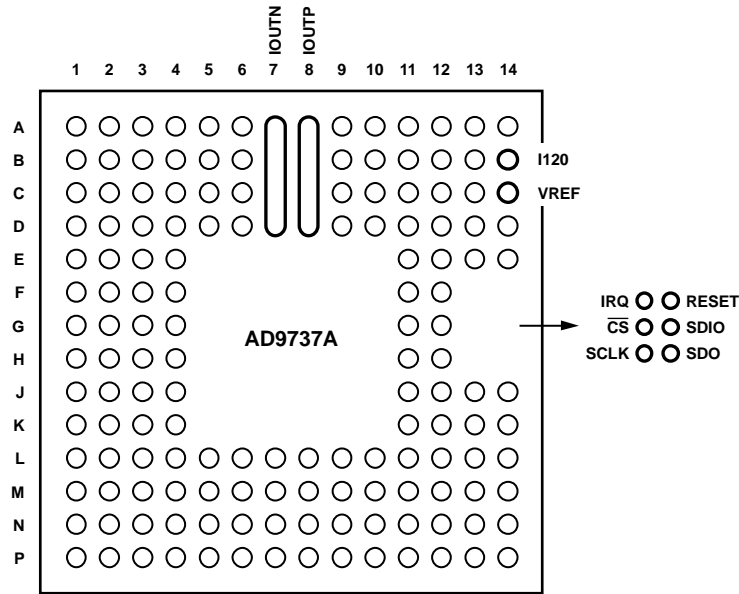 IOUTN
IOUTP
1 2 3 4 5 6 7 8 9 10 11 12 13 14
A
B I120
C VREF
D
E
F IRQ RESET
G AD9737A CS SDIO
H SCLK SDO
J
K
L
M
N
P